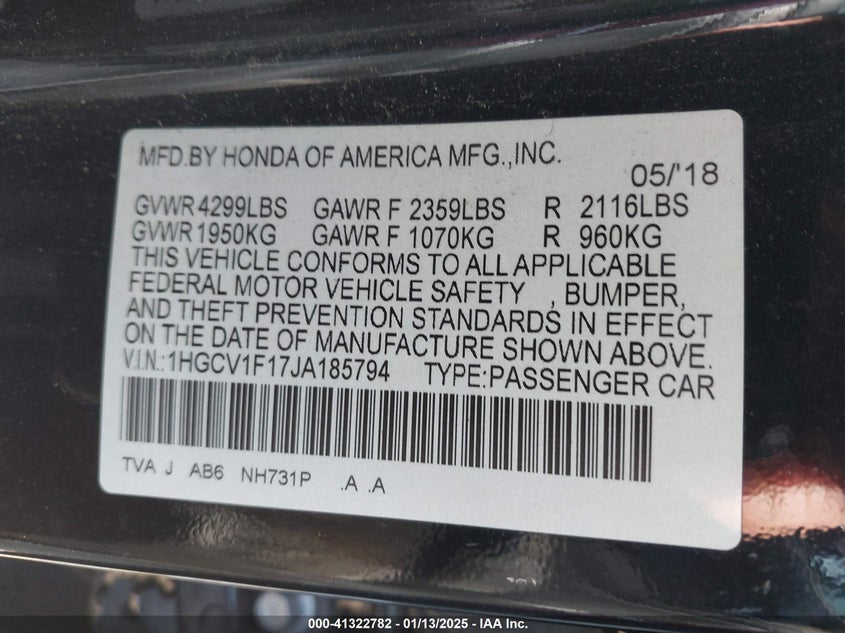 MFD.BY HONDA OF AMERICA MFG.,INC.
05/'18
GVWR 4299LBS GAWR F 2359LBS R 2116LBS
GVWR 1950KG GAWR F 1070KG R 960KG
THIS VEHICLE CONFORMS TO ALL APPLICABLE
FEDERAL MOTOR VEHICLE SAFETY , BUMPER,
AND THEFT PREVENTION STANDARDS IN EFFECT
ON THE DATE OF MANUFACTURE SHOWN ABOVE.
V.I.N.:1HGCV1F17JA185794 TYPE:PASSENGER CAR
TVA J AB6 NH731P .A .A
000-41322782 - 01/13/2025 - IAA Inc.